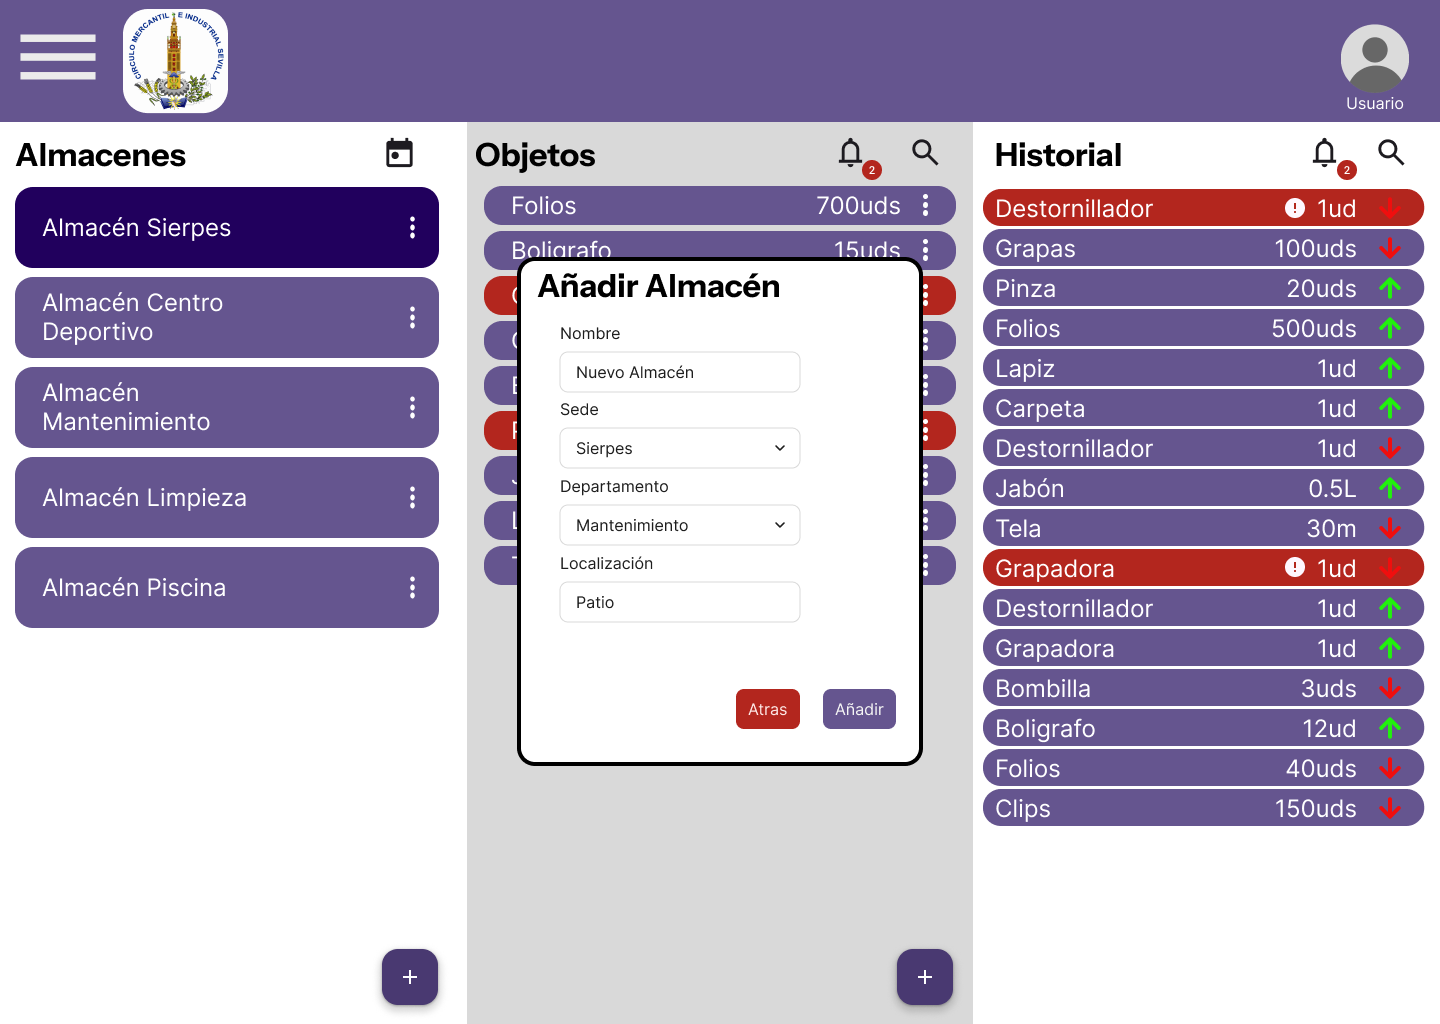 CIRCULO MERCANTIL E INDUSTRIAL SEVILLA
Usuario
Almacenes
Almacén Sierpes
Almacén Centro
Deportivo
Almacén
Mantenimiento
Almacén Limpieza
Almacén Piscina
+
Objetos
2
Folios 700uds
Boligrafo 15uds
Añadir Almacén
Nombre
Nuevo Almacén
Sede
Sierpes
Departamento
Mantenimiento
Localización
Patio
Atras Añadir
+
Historial
2
Destornillador 1ud
Grapas 100uds
Pinza 20uds
Folios 500uds
Lapiz 1ud
Carpeta 1ud
Destornillador 1ud
Jabón 0.5L
Tela 30m
Grapadora 1ud
Destornillador 1ud
Grapadora 1ud
Bombilla 3uds
Boligrafo 12ud
Folios 40uds
Clips 150uds